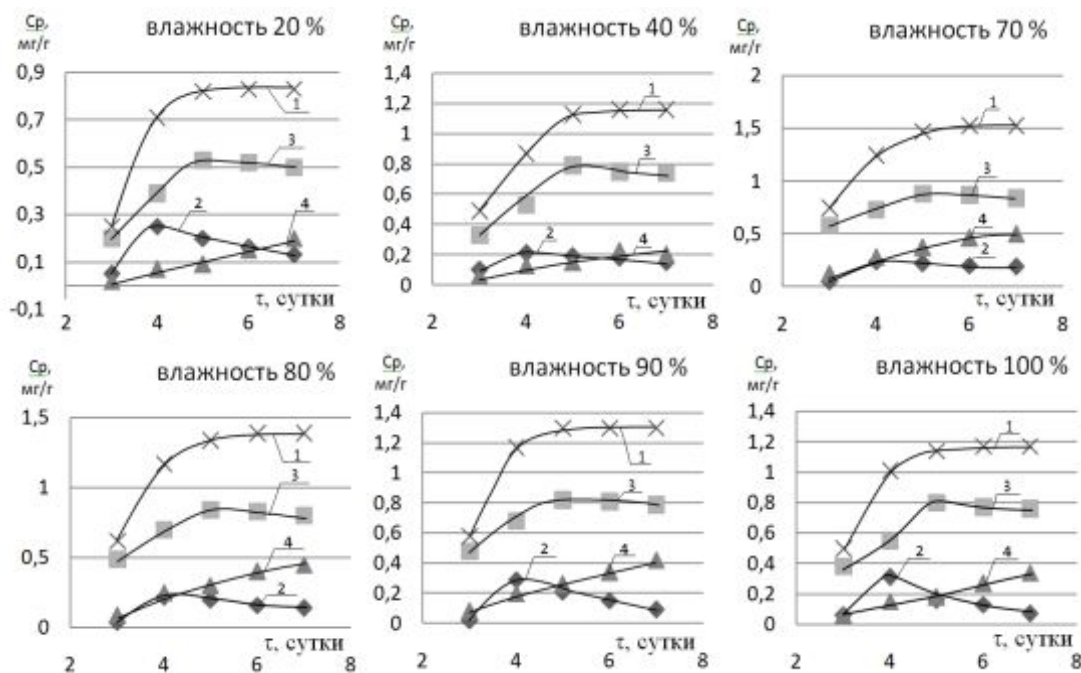 Ср, мг/г
влажность 20 %
0,9
0,7
0,5
0,3
0,1
-0,1
1
3
2
4
τ, сутки
2 4 6 8
Ср, мг/г
влажность 40 %
1,4
1,2
1
0,8
0,6
0,4
0,2
0
1
3
2
4
τ, сутки
2 4 6 8
Ср, мг/г
влажность 70 %
2
1,5
1
0,5
0
1
3
4
2
τ, сутки
2 4 6 8
Ср, мг/г
влажность 80 %
1,5
1
0,5
0
1
3
4
2
τ, сутки
2 4 6 8
Ср, мг/г
влажность 90 %
1,4
1,2
1
0,8
0,6
0,4
0,2
0
1
3
2
4
τ, сутки
2 4 6 8
Ср, мг/г
влажность 100 %
1,4
1,2
1
0,8
0,6
0,4
0,2
0
1
3
2
4
τ, сутки
2 4 6 8